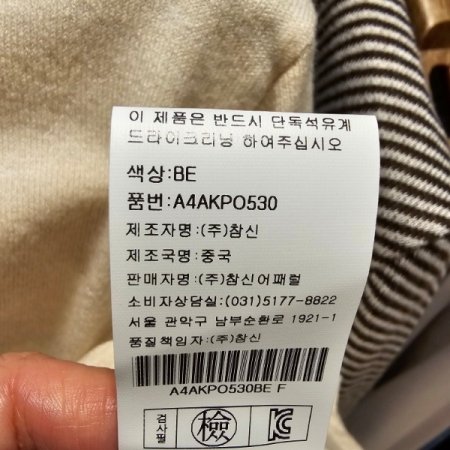 이 제품은 반드시 단독석유계
드라이크리닝 하여주십시오
색상:BE
품번:A4AKPO530
제조자명:(주)참신
제조국명:중국
판매자명:(주)참신어패럴
소비자상담실:(031)5177-8822
서울 관악구 남부순환로 1921-1
품질책임자:(주)참신
A4AKPO530BE F
검사필 檢 KC